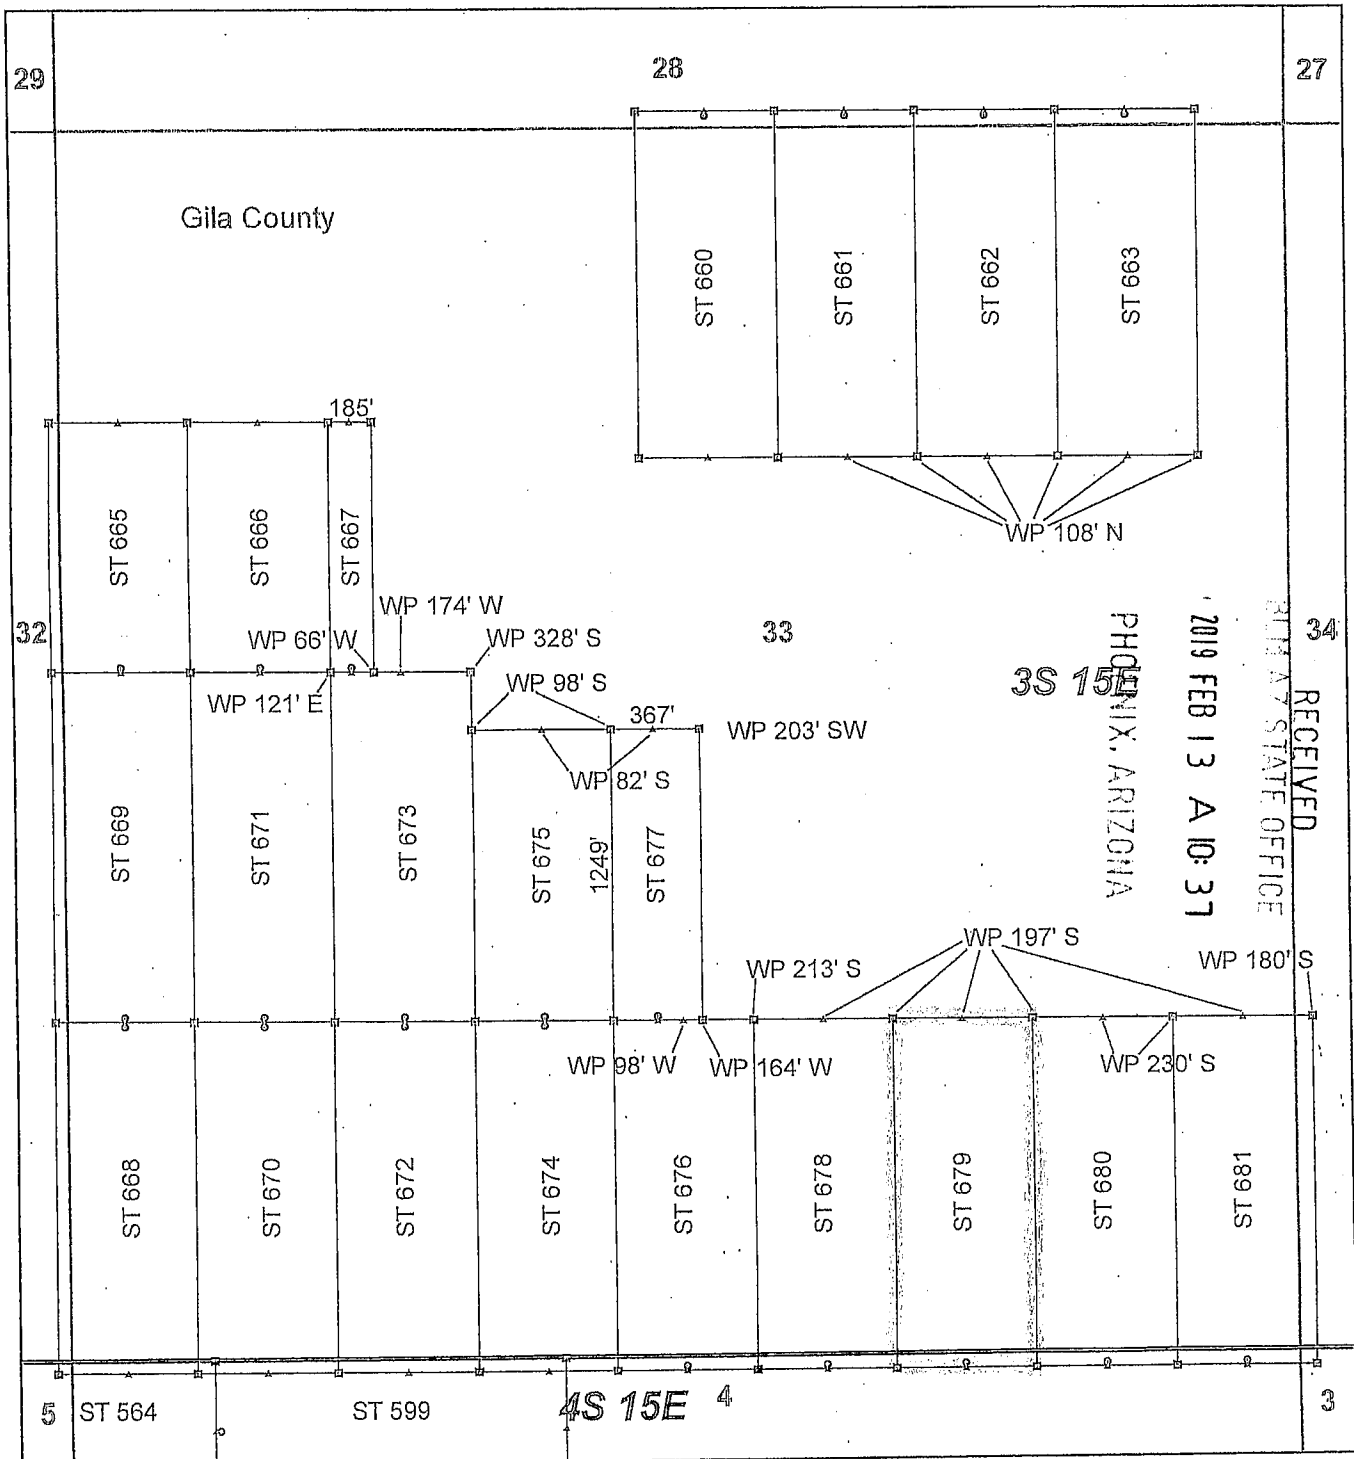 29
28
27
Gila County
ST 660
ST 661
ST 662
ST 663
185'
ST 665
ST 666
ST 667
WP 108' N
32
WP 174' W
WP 66' W
WP 328' S
33
34
3S 15E
WP 98' S
WP 121' E
367'
WP 203' SW
WP 82' S
RECEIVED
BLM AZ STATE OFFICE
2019 FEB 13 A 10:37
PHOENIX, ARIZONA
ST 669
ST 671
ST 673
ST 675
1249'
ST 677
WP 197' S
WP 213' S
WP 180' S
WP 98' W
WP 164' W
WP 230' S
ST 668
ST 670
ST 672
ST 674
ST 676
ST 678
ST 679
ST 680
ST 681
5
ST 564
ST 599
4S 15E
4
3